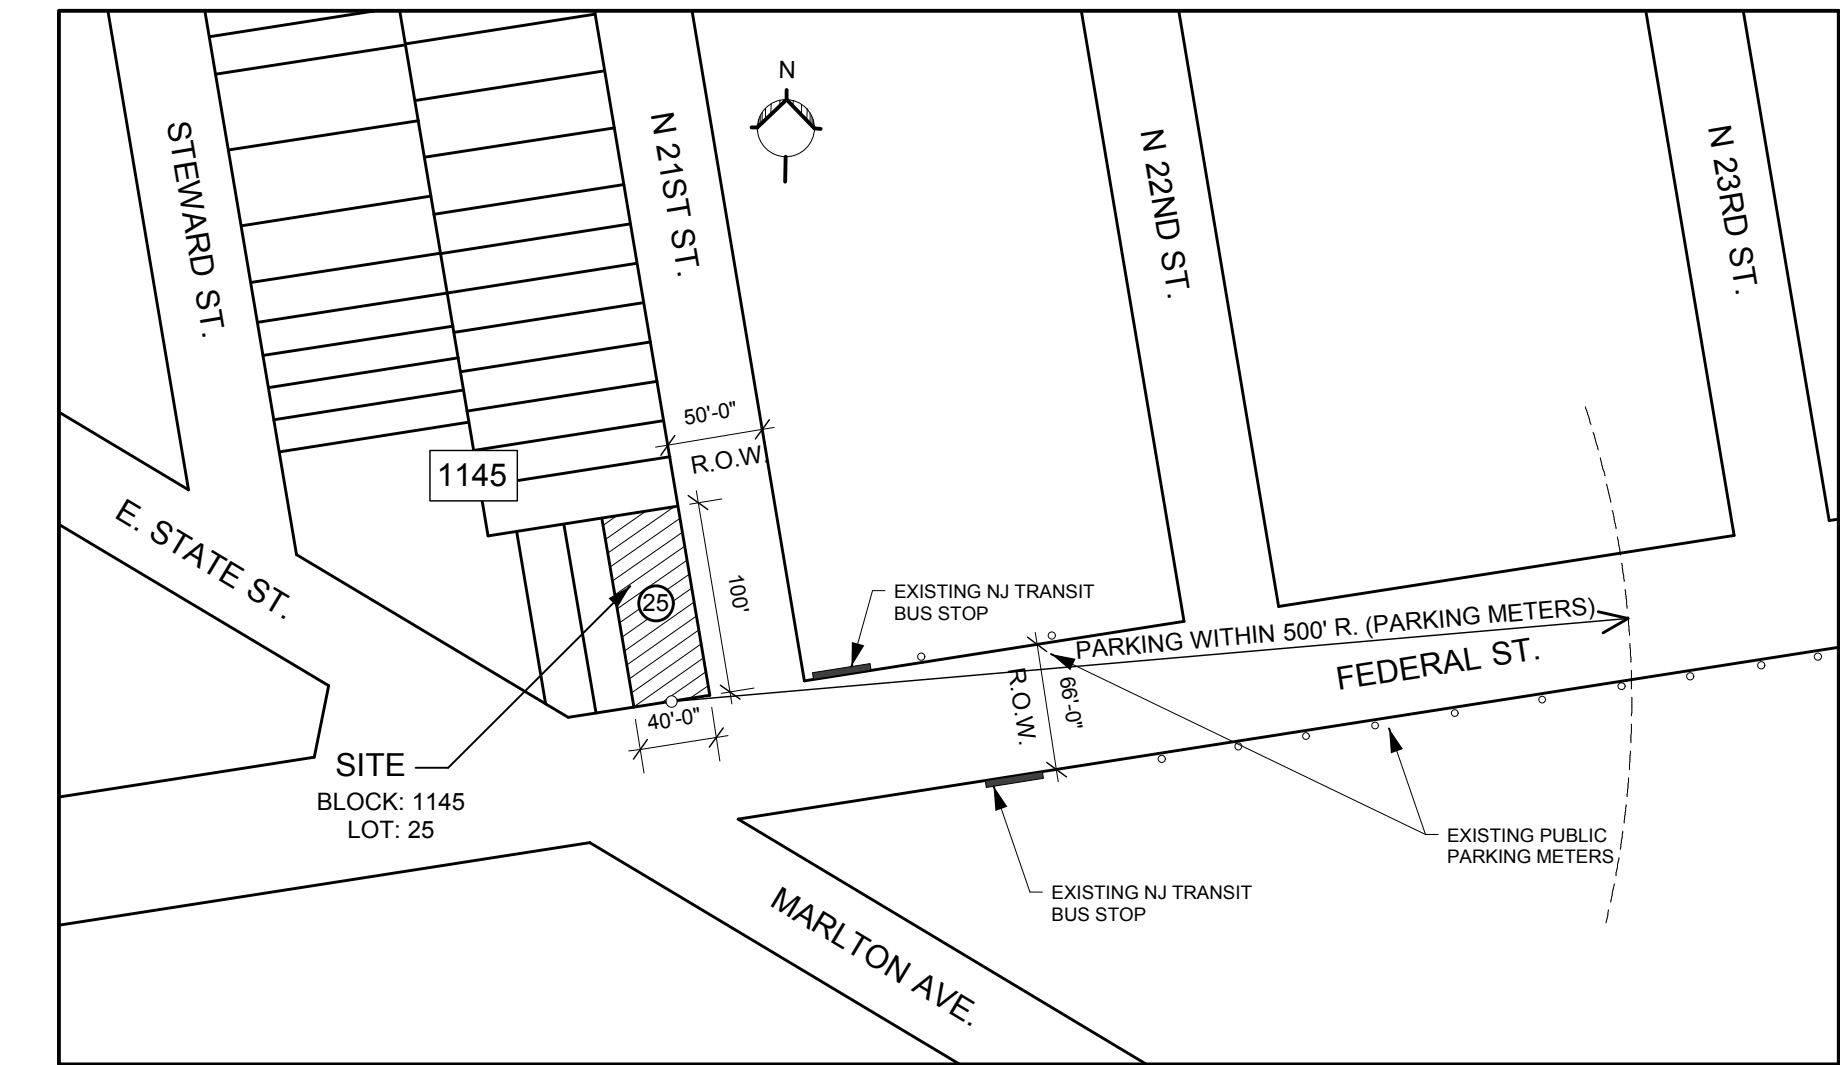 N
STEWARD ST.
N 21ST ST.
N 22ND ST.
N 23RD ST.
50'-0"
R.O.W.
1145
E. STATE ST.
100'
25
EXISTING NJ TRANSIT
BUS STOP
PARKING WITHIN 500' R. (PARKING METERS)
FEDERAL ST.
R.O.W.
66'-0"
40'-0"
SITE
BLOCK: 1145
LOT: 25
EXISTING PUBLIC
PARKING METERS
EXISTING NJ TRANSIT
BUS STOP
MARLTON AVE.